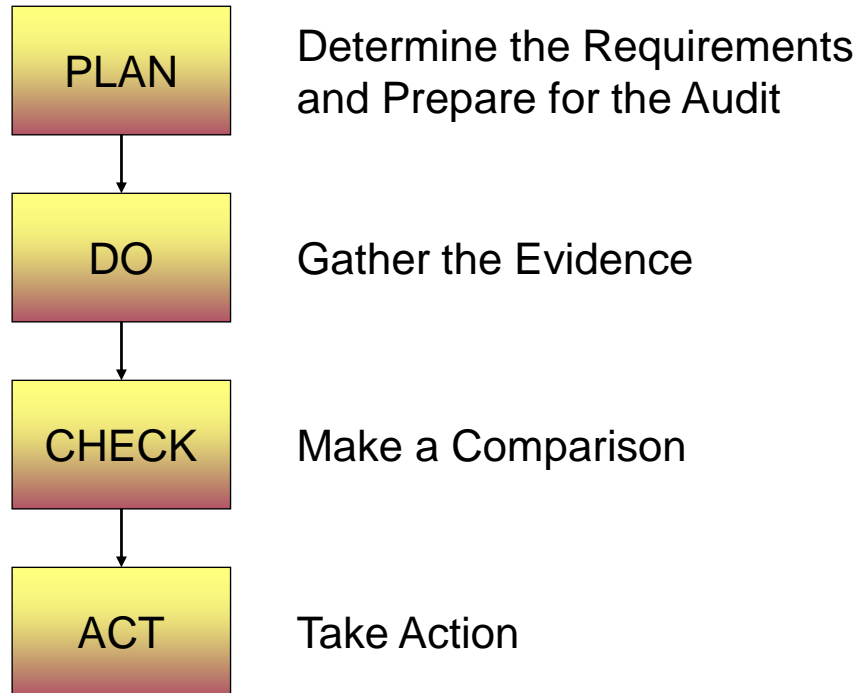 PLAN
Determine the Requirements
and Prepare for the Audit
DO
Gather the Evidence
CHECK
Make a Comparison
ACT
Take Action